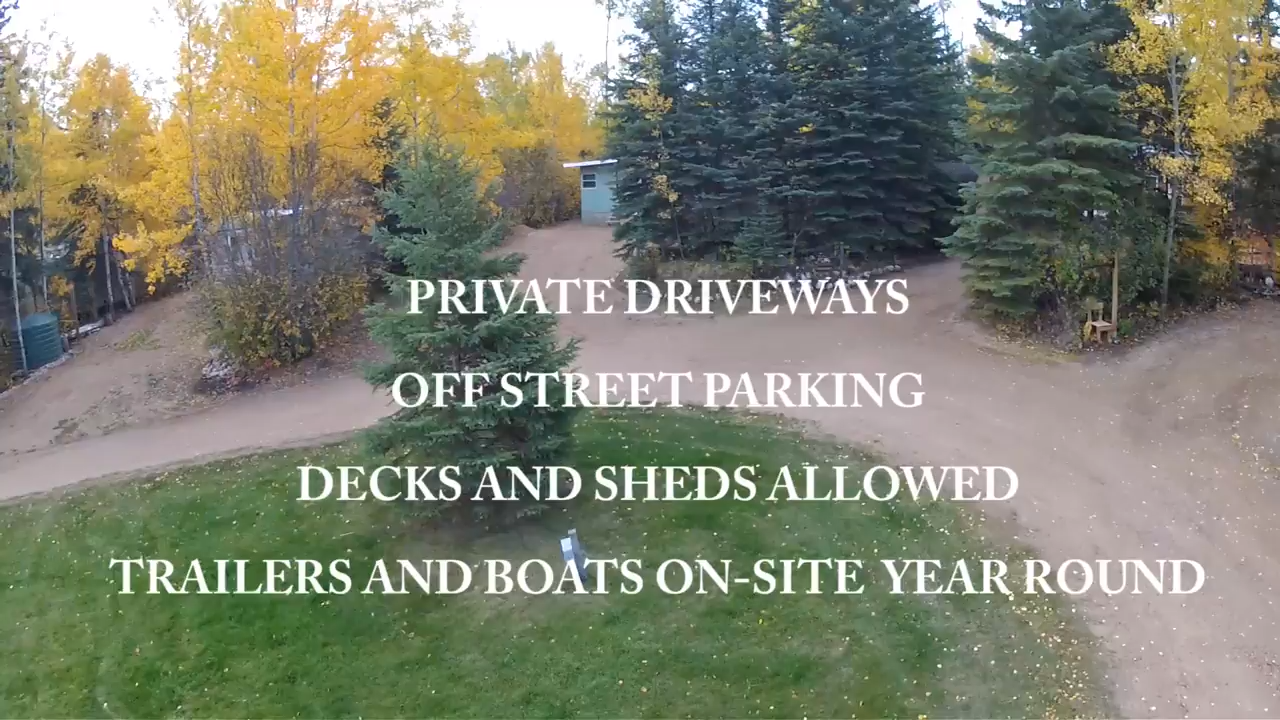 PRIVATE DRIVEWAYS
OFF STREET PARKING
DECKS AND SHEDS ALLOWED
TRAILERS AND BOATS ON-SITE YEAR ROUND